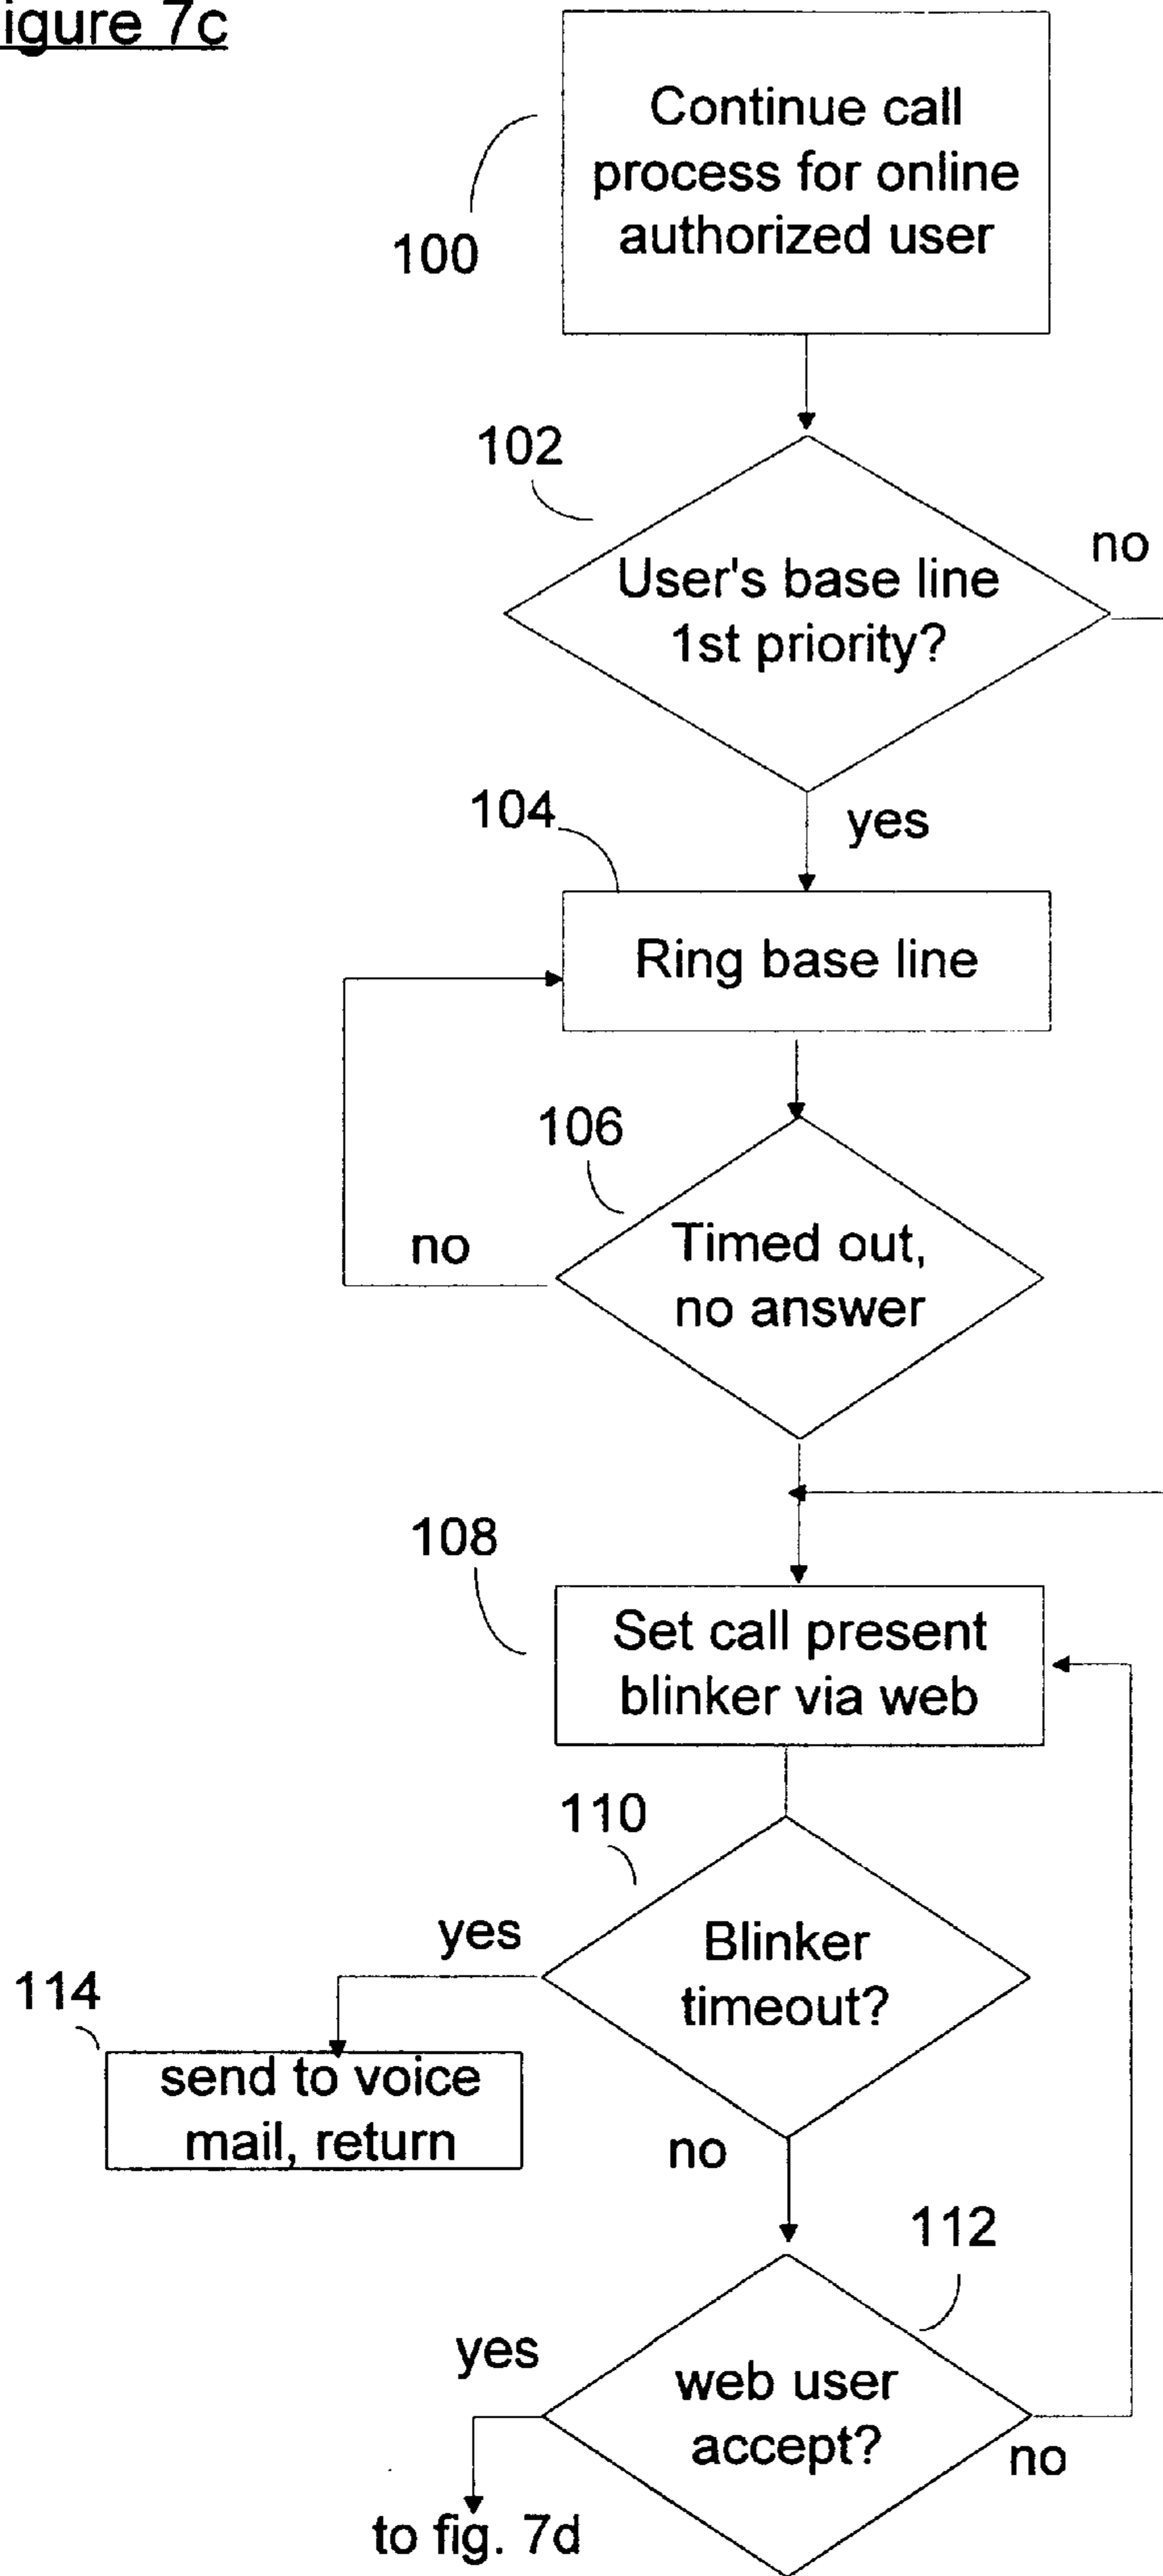 igure 7c
Continue call
process for online
authorized user
100
102
User's base line
1st priority?
no
yes
104
Ring base line
106
Timed out,
no answer
no
108
Set call present
blinker via web
110
Blinker
timeout?
yes
114
send to voice
mail, return
no
112
web user
accept?
yes
no
to fig. 7d